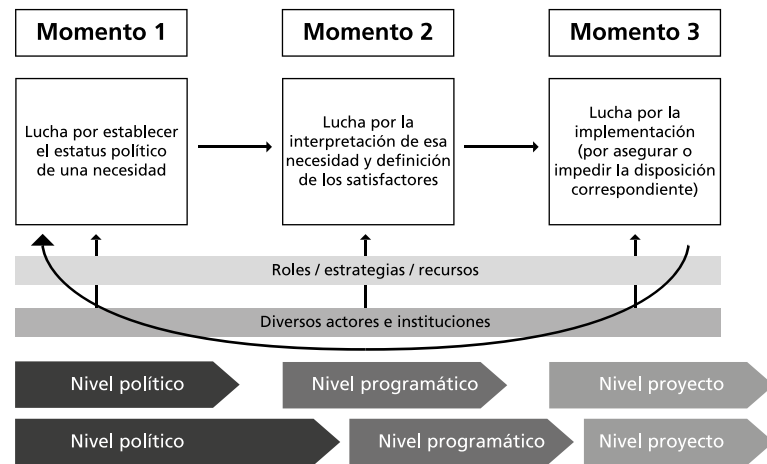 Momento 1
Momento 2
Momento 3
Lucha por establecer
el estatus político
de una necesidad
Lucha por la
interpretación de esa
necesidad y definición
de los satisfactores
Lucha por la
implementación
(por asegurar o
impedir la disposición
correspondiente)
Roles / estrategias / recursos
Diversos actores e instituciones
Nivel político
Nivel programático
Nivel proyecto
Nivel político
Nivel programático
Nivel proyecto